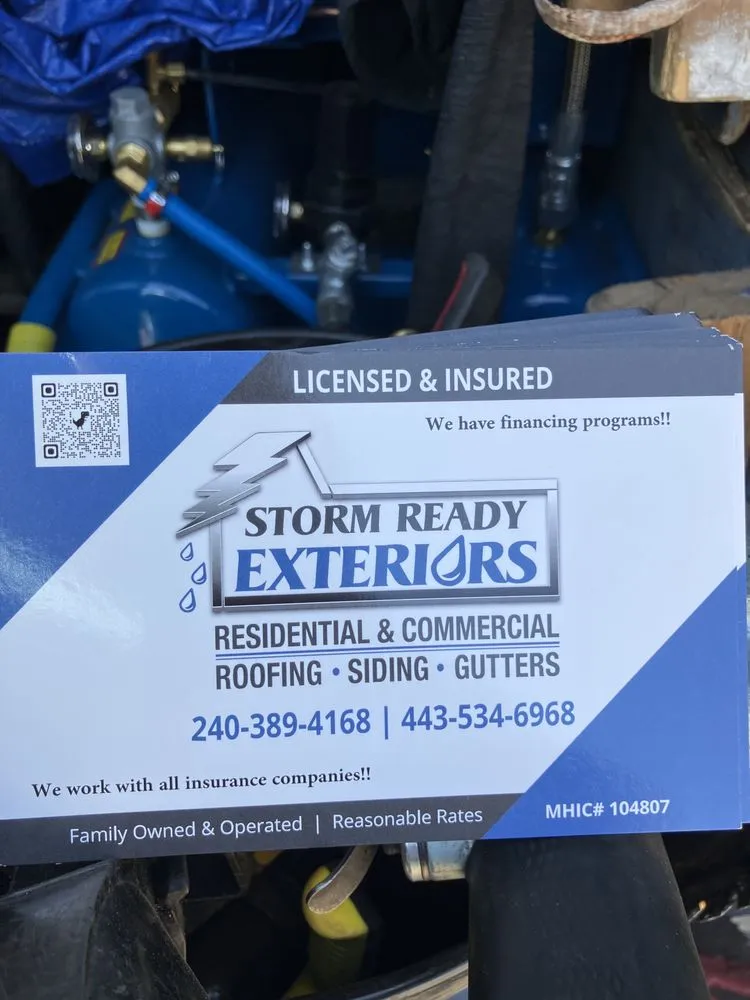 LICENSED & INSURED
We have financing programs!!
STORM READY
EXTERIORS
RESIDENTIAL & COMMERCIAL
ROOFING • SIDING • GUTTERS
240-389-4168 | 443-534-6968
We work with all insurance companies!!
Family Owned & Operated | Reasonable Rates
MHIC# 104807